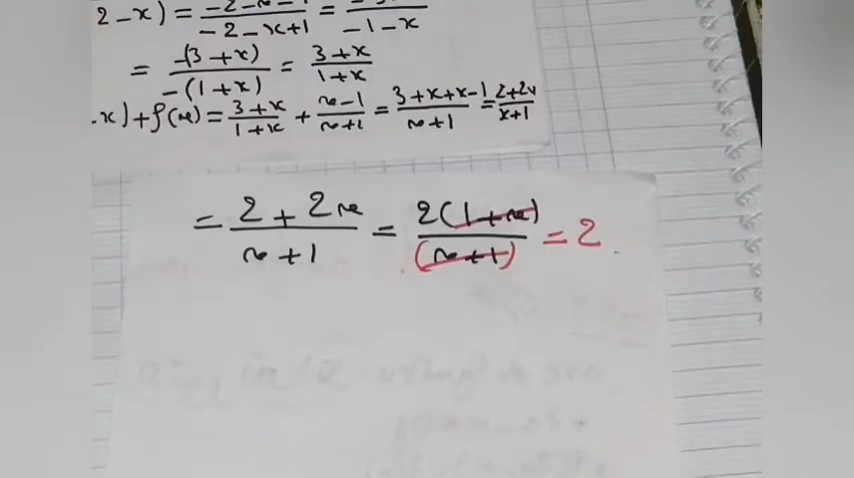 2-x) = (-2-x-1)/(-2-x+1) = /(-1-x)
= (-(3+x))/(-(1+x)) = (3+x)/(1+x)
-x)+f(x) = (3+x)/(1+x) + (x-1)/(x+1) = (3+x+x-1)/(x+1) = (2+2x)/(x+1)
= (2+2x)/(x+1) = (2(1+x))/((x+1)) = 2.